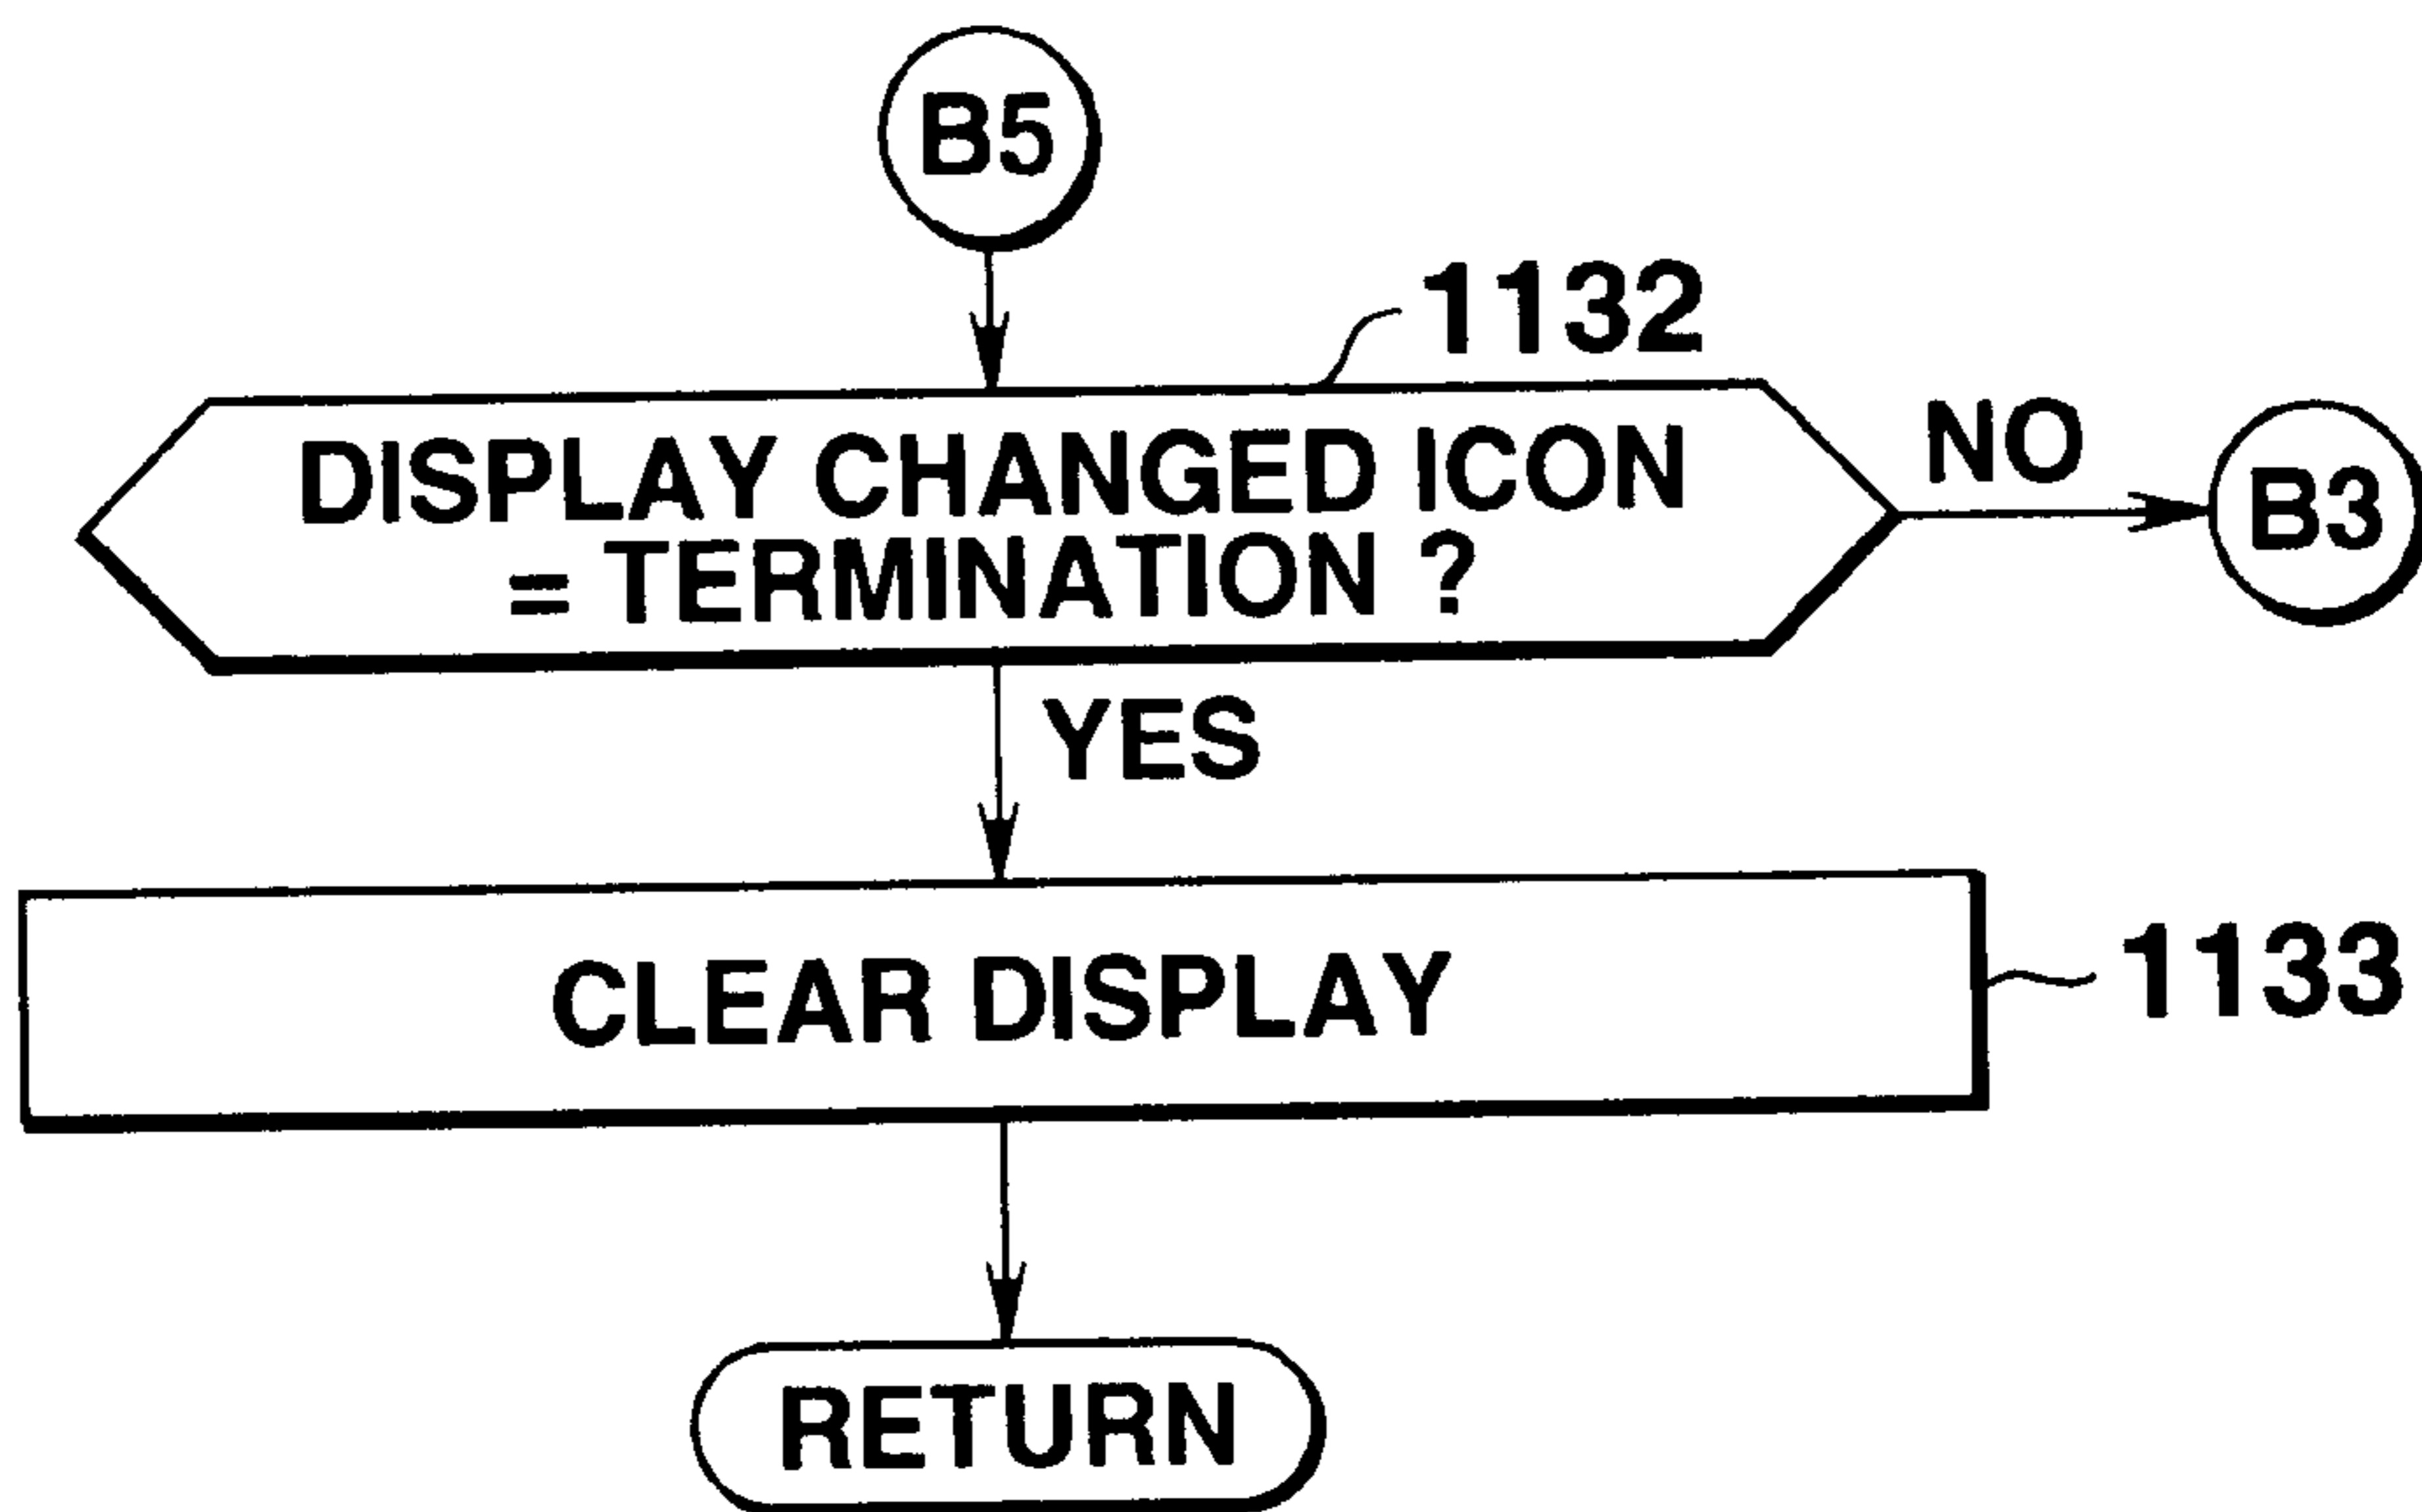 B5
1132
DISPLAY CHANGED ICON
= TERMINATION ?
NO
B3
YES
CLEAR DISPLAY
1133
RETURN